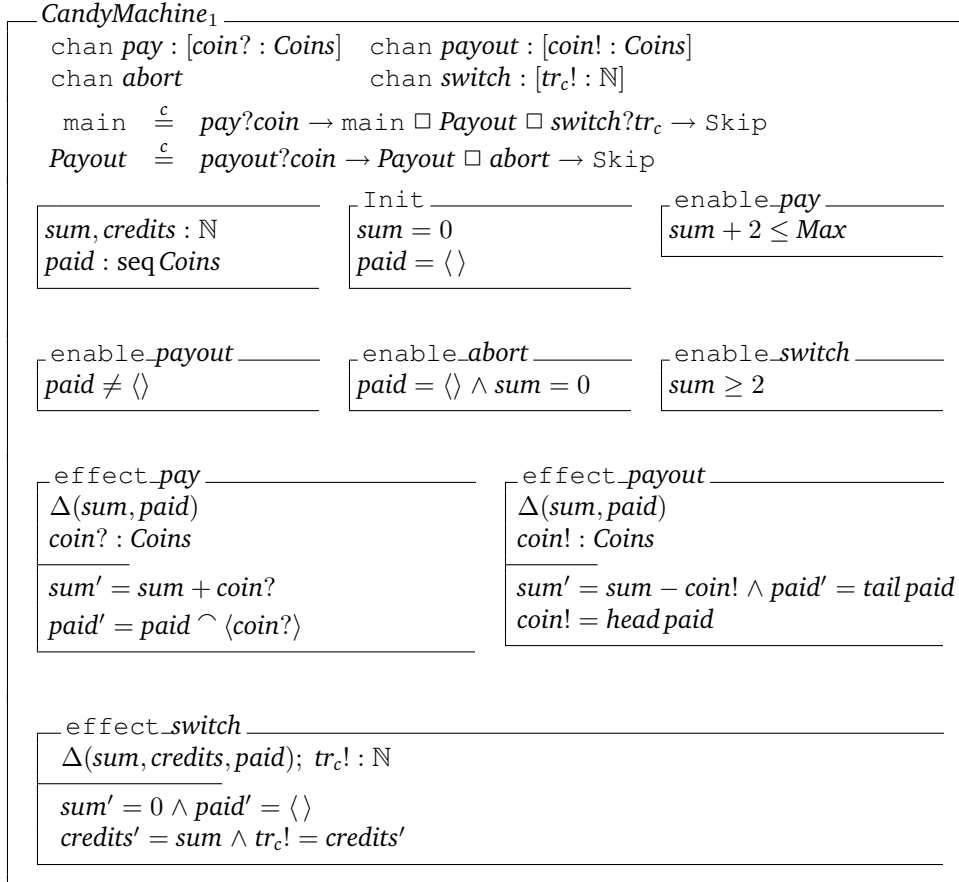 CandyMachine₁
chan pay : [coin? : Coins] chan payout : [coin! : Coins]
chan abort chan switch : [tr_c! : ℕ]
main ≙ᶜ pay?coin → main □ Payout □ switch?tr_c → Skip
Payout ≙ᶜ payout?coin → Payout □ abort → Skip
sum, credits : ℕ
paid : seq Coins
Init
sum = 0
paid = ⟨ ⟩
enable_pay
sum + 2 ≤ Max
enable_payout
paid ≠ ⟨⟩
enable_abort
paid = ⟨⟩ ∧ sum = 0
enable_switch
sum ≥ 2
effect_pay
Δ(sum, paid)
coin? : Coins
sum′ = sum + coin?
paid′ = paid ⌢ ⟨coin?⟩
effect_payout
Δ(sum, paid)
coin! : Coins
sum′ = sum − coin! ∧ paid′ = tail paid
coin! = head paid
effect_switch
Δ(sum, credits, paid); tr_c! : ℕ
sum′ = 0 ∧ paid′ = ⟨ ⟩
credits′ = sum ∧ tr_c! = credits′